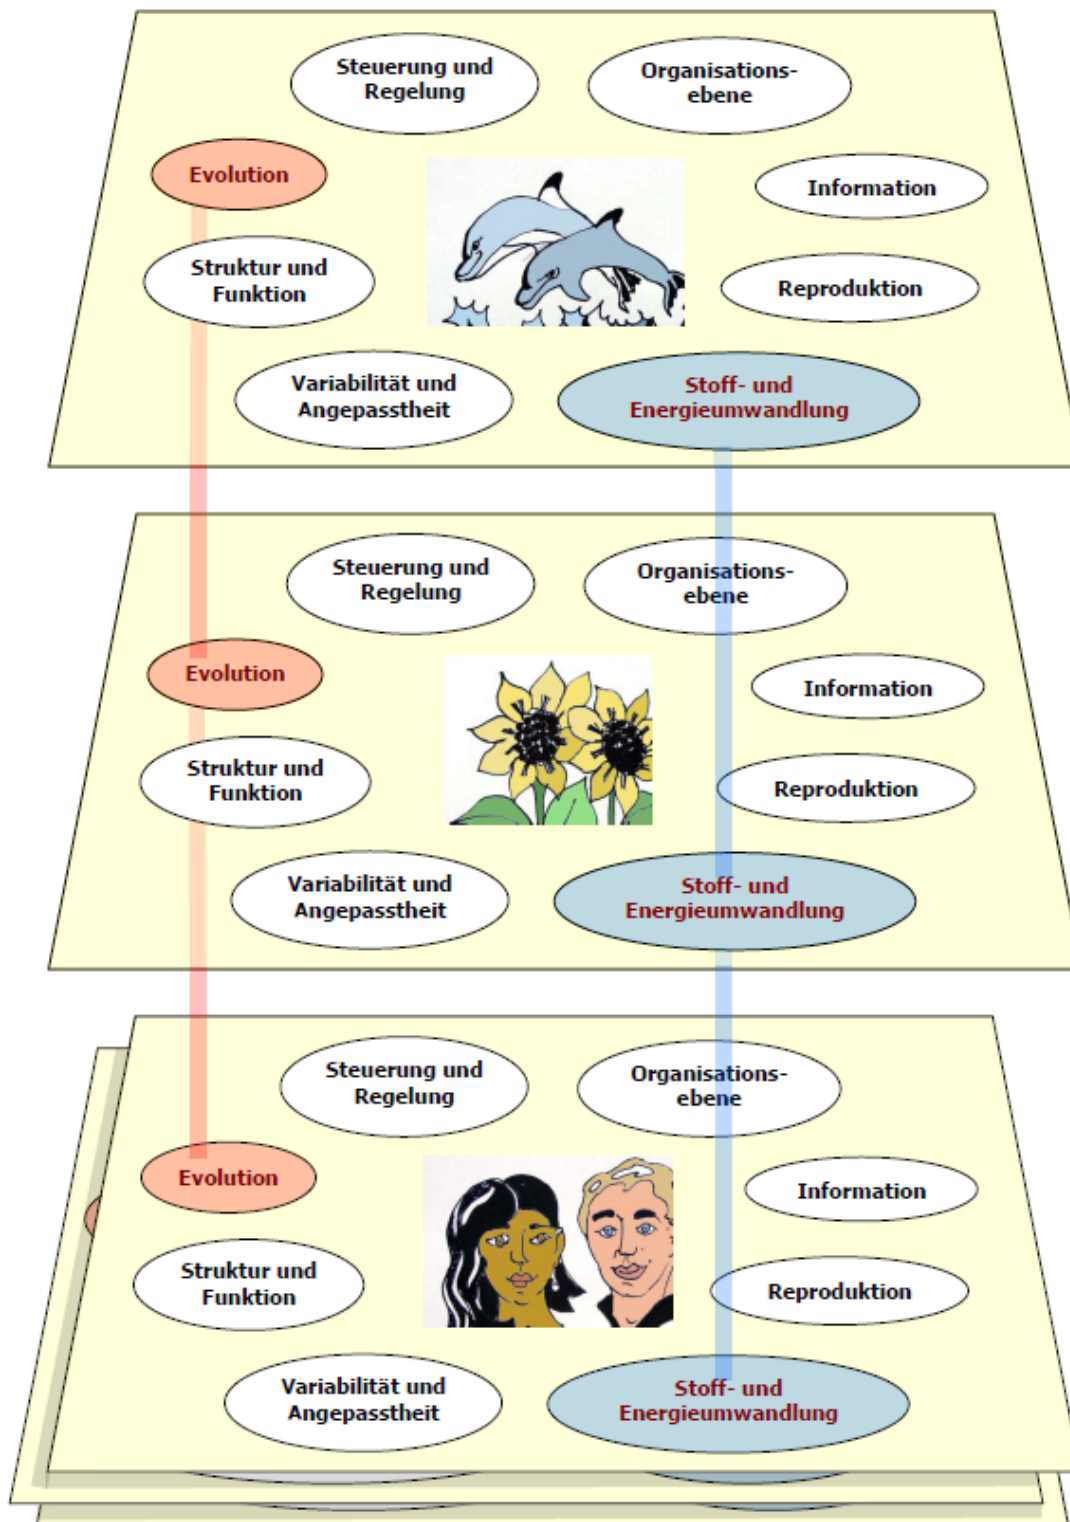 Steuerung und
Regelung
Organisations-
ebene
Evolution
Information
Struktur und
Funktion
Reproduktion
Variabilität und
Angepasstheit
Stoff- und
Energieumwandlung
Steuerung und
Regelung
Organisations-
ebene
Evolution
Information
Struktur und
Funktion
Reproduktion
Variabilität und
Angepasstheit
Stoff- und
Energieumwandlung
Steuerung und
Regelung
Organisations-
ebene
Evolution
Information
Struktur und
Funktion
Reproduktion
Variabilität und
Angepasstheit
Stoff- und
Energieumwandlung